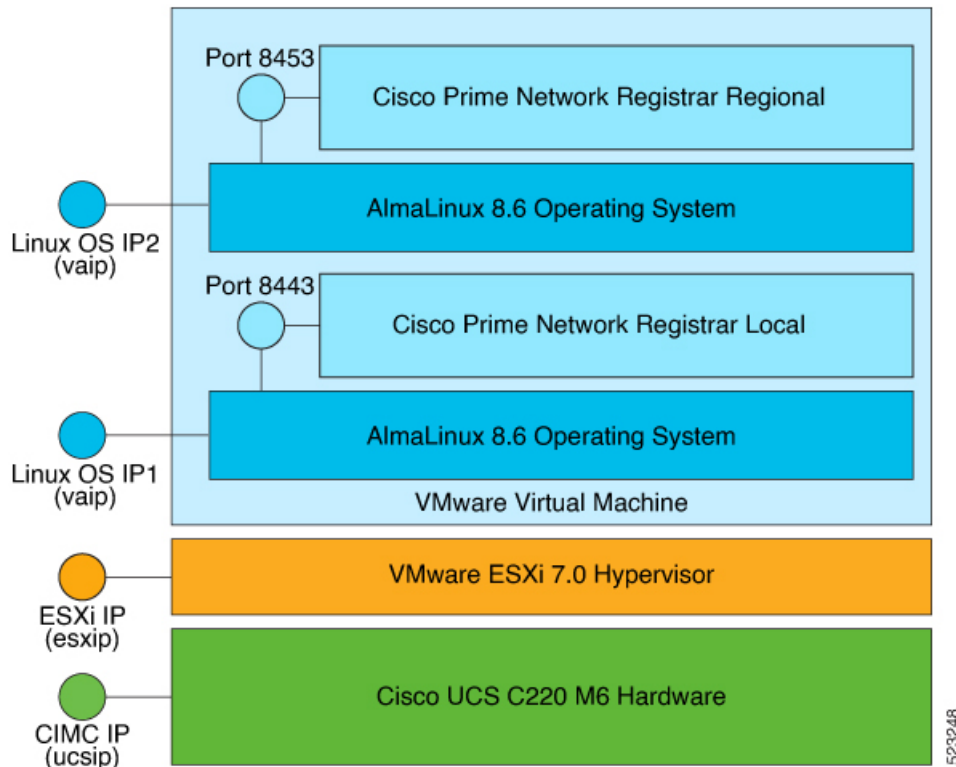 Port 8453
Cisco Prime Network Registrar Regional
AlmaLinux 8.6 Operating System
Linux OS IP2
(vaip)
Port 8443
Cisco Prime Network Registrar Local
AlmaLinux 8.6 Operating System
Linux OS IP1
(vaip)
VMware Virtual Machine
VMware ESXi 7.0 Hypervisor
ESXi IP
(esxip)
Cisco UCS C220 M6 Hardware
CIMC IP
(ucsip)
523248